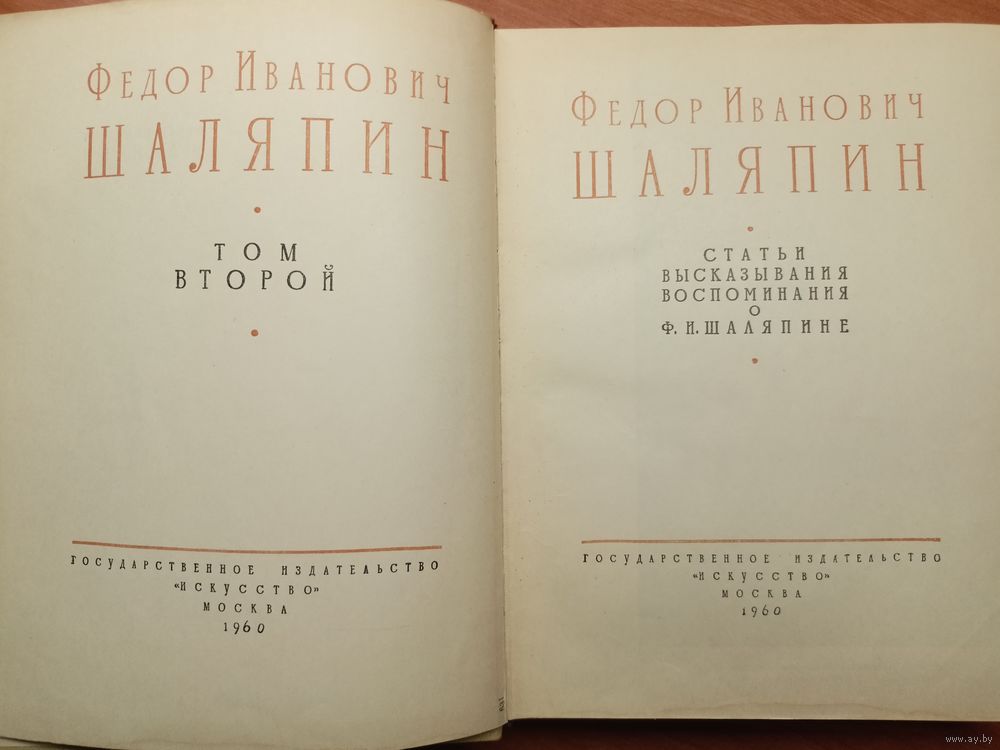 Федор Иванович
ШАЛЯПИН
ТОМ
ВТОРОЙ
ГОСУДАРСТВЕННОЕ ИЗДАТЕЛЬСТВО
«ИСКУССТВО»
МОСКВА
1960
Федор Иванович
ШАЛЯПИН
СТАТЬИ
ВЫСКАЗЫВАНИЯ
ВОСПОМИНАНИЯ
О
Ф. И. ШАЛЯПИНЕ
ГОСУДАРСТВЕННОЕ ИЗДАТЕЛЬСТВО
«ИСКУССТВО»
МОСКВА
1960
www.ay.by